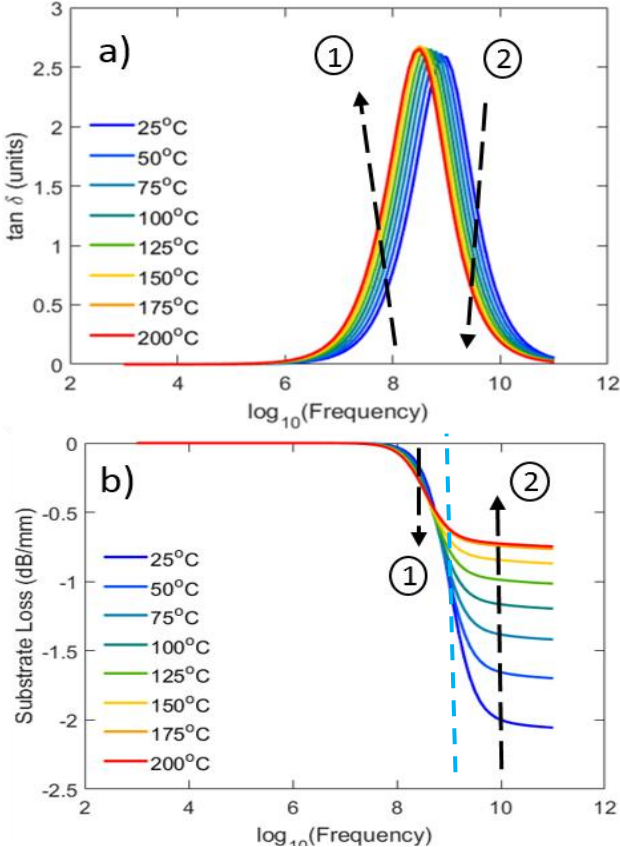 a)
1
2
3
2.5
2
1.5
1
0.5
0
tan δ (units)
25°C
50°C
75°C
100°C
125°C
150°C
175°C
200°C
2 4 6 8 10 12
log10(Frequency)
b)
2
1
0
-0.5
-1
-1.5
-2
-2.5
Substrate Loss (dB/mm)
25°C
50°C
75°C
100°C
125°C
150°C
175°C
200°C
2 4 6 8 10 12
log10(Frequency)